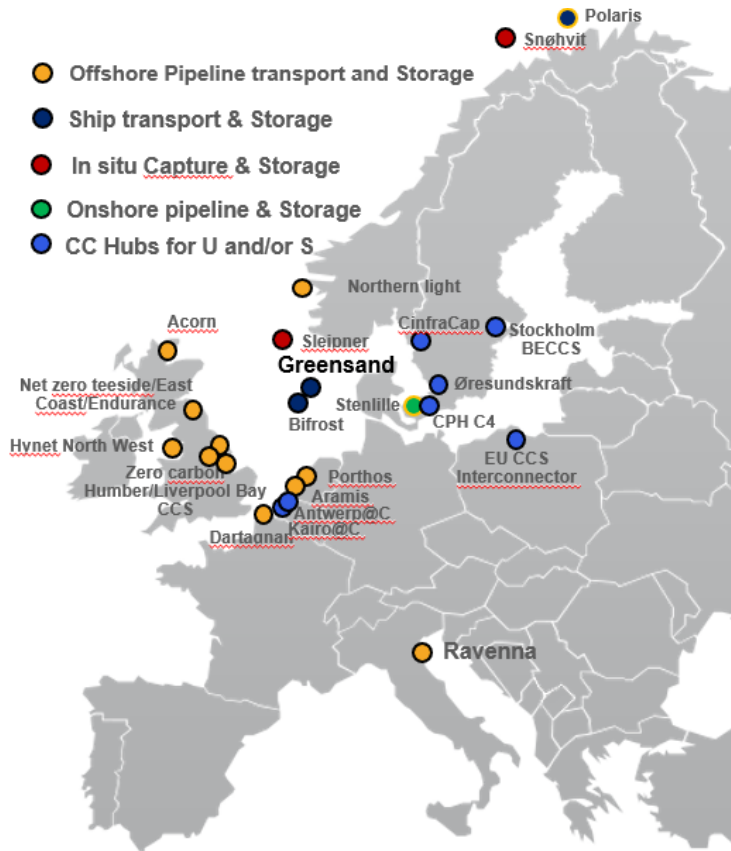 Polaris
Snøhvit
Offshore Pipeline transport and Storage
Ship transport & Storage
In situ Capture & Storage
Onshore pipeline & Storage
CC Hubs for U and/or S
Northern light
Acorn
CinfraCap
Stockholm
BECCS
Sleipner
Greensand
Net zero teeside/East
Coast/Endurance
Øresundskraft
Stenlille
Bifrost
CPH C4
Hynet North West
EU CCS
Interconnector
Zero carbon
Humber/Liverpool Bay
CCS
Porthos
Aramis
Antwerp@C
Kairo@C
Dartagnan
Ravenna